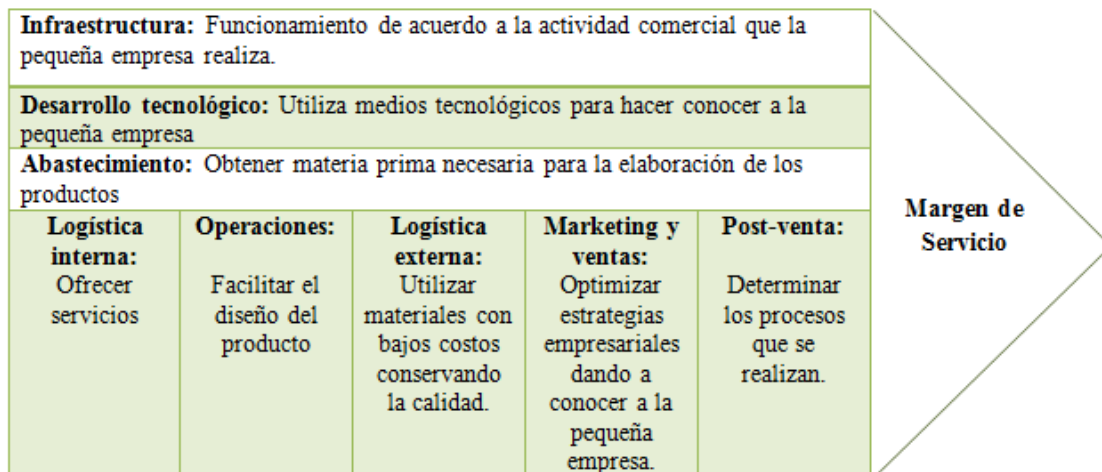 Infraestructura: Funcionamiento de acuerdo a la actividad comercial que la
pequeña empresa realiza.
Desarrollo tecnológico: Utiliza medios tecnológicos para hacer conocer a la
pequeña empresa
Abastecimiento: Obtener materia prima necesaria para la elaboración de los
productos
Logística
interna:
Ofrecer
servicios
Operaciones:
Facilitar el
diseño del
producto
Logística
externa:
Utilizar
materiales con
bajos costos
conservando
la calidad.
Marketing y
ventas:
Optimizar
estrategias
empresariales
dando a
conocer a la
pequeña
empresa.
Post-venta:
Determinar
los procesos
que se
realizan.
Margen de
Servicio